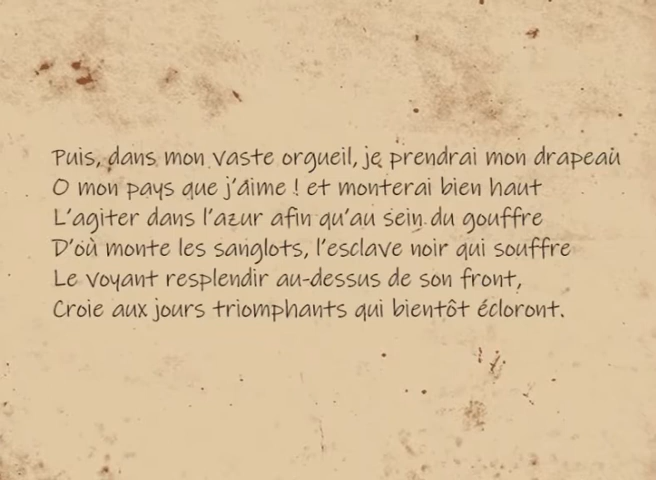 Puis, dans mon vaste orgueil, je prendrai mon drapeau
O mon pays que j'aime ! et monterai bien haut
L'agiter dans l'azur afin qu'au sein du gouffre
D'où monte les sanglots, l'esclave noir qui souffre
Le voyant resplendir au-dessus de son front,
Croie aux jours triomphants qui bientôt écloront.